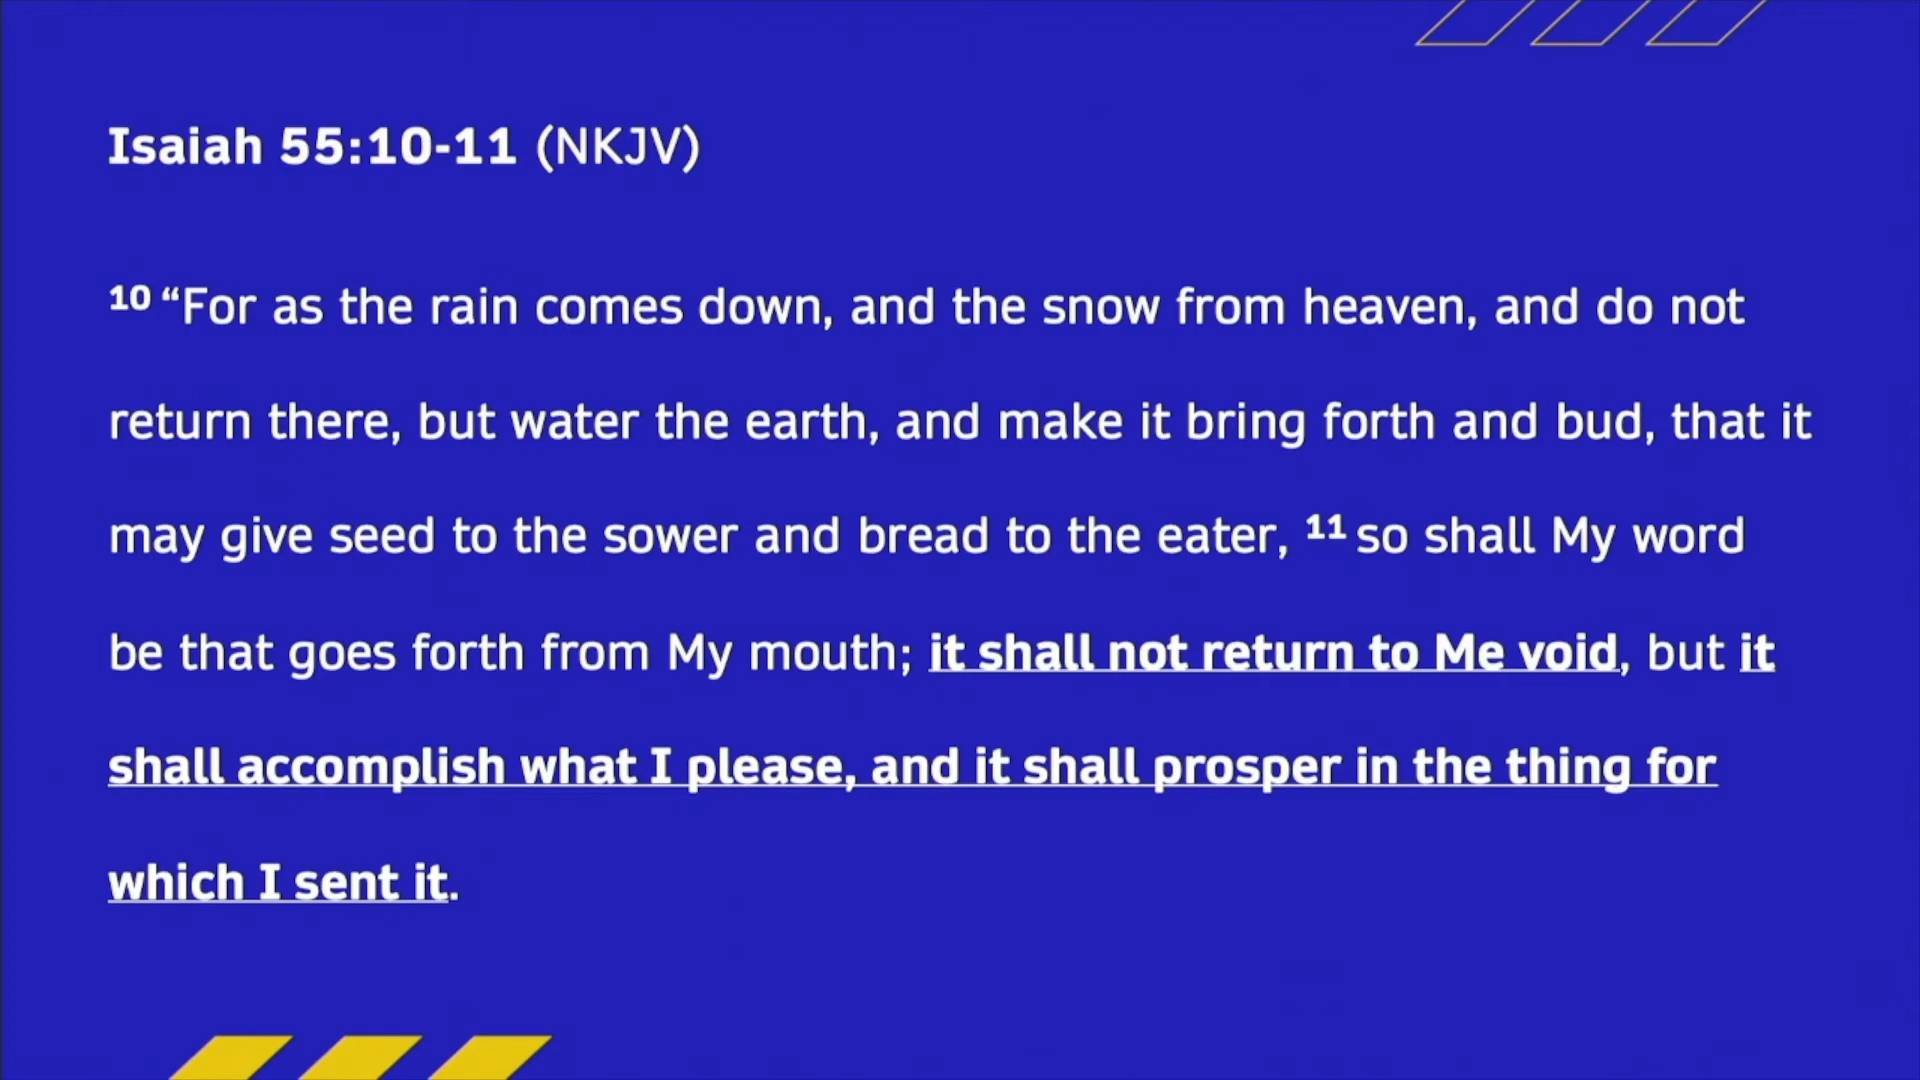 Isaiah 55:10-11 (NKJV)
10 “For as the rain comes down, and the snow from heaven, and do not
return there, but water the earth, and make it bring forth and bud, that it
may give seed to the sower and bread to the eater, 11 so shall My word
be that goes forth from My mouth; it shall not return to Me void, but it
shall accomplish what I please, and it shall prosper in the thing for
which I sent it.